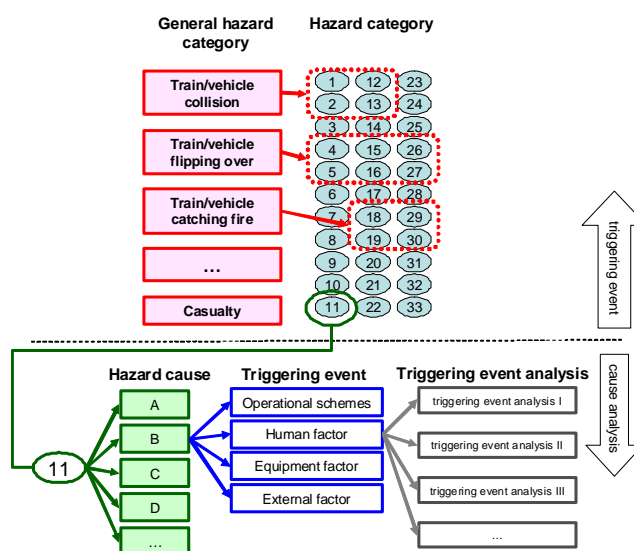 General hazard
category
Hazard category
Train/vehicle
collision
Train/vehicle
flipping over
Train/vehicle
catching fire
...
Casualty
1 12 23
2 13 24
3 14 25
4 15 26
5 16 27
6 17 28
7 18 29
8 19 30
9 20 31
10 21 32
11 22 33
triggering event
Hazard cause
Triggering event
Triggering event analysis
11
A
B
C
D
...
Operational schemes
Human factor
Equipment factor
External factor
triggering event analysis I
triggering event analysis II
triggering event analysis III
...
cause analysis